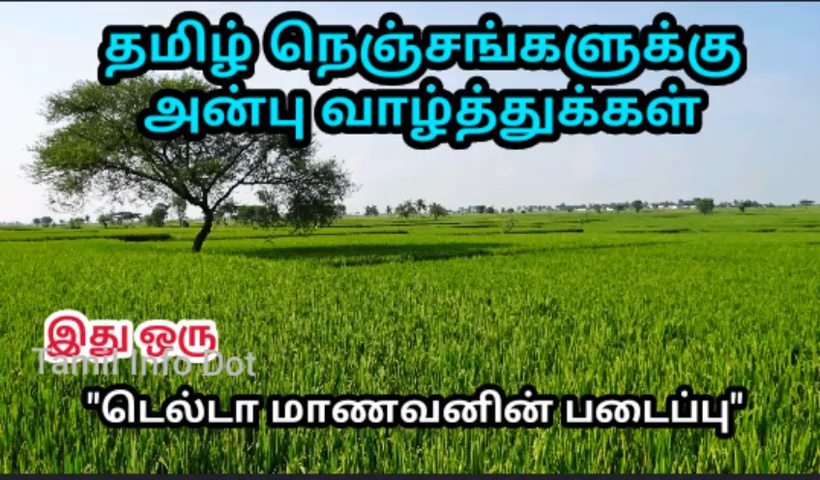 தமிழ் நெஞ்சங்களுக்கு
அன்பு வாழ்த்துக்கள்
இது ஒரு
Tamil Info Dot
"டெல்டா மாணவனின் படைப்பு"